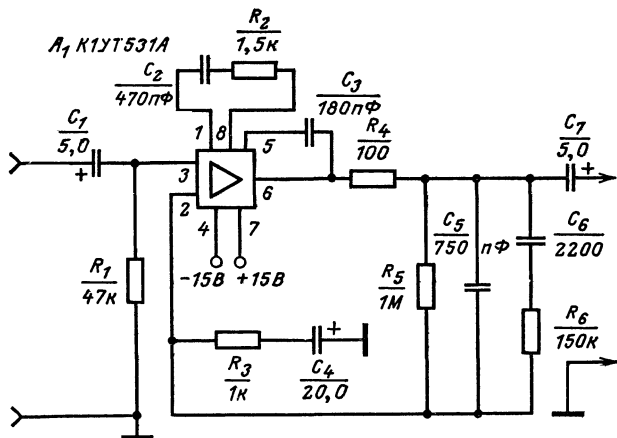 А₁ К1УТ531А
R₂
1,5к
C₂
470пФ
C₃
180пФ
C₁
5,0
+
1
8
5
3
2
6
4
7
-15В
+15В
R₄
100
C₇
5,0
+
R₁
47к
C₅
750 пФ
C₆
2200
R₅
1М
R₆
150к
R₃
1к
C₄
20,0
+